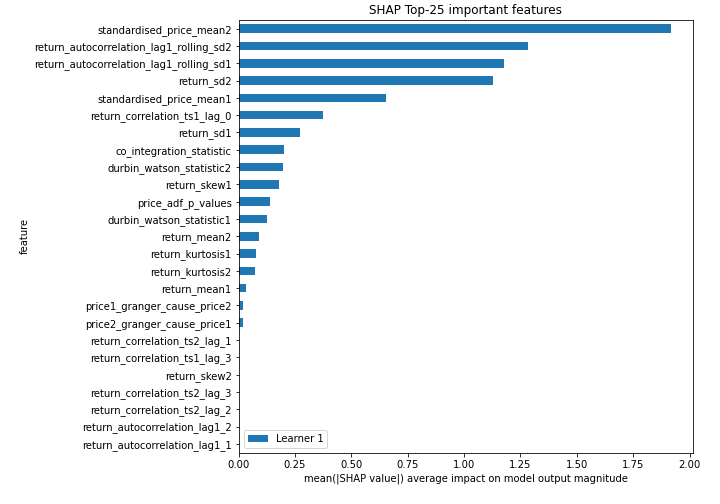 SHAP Top-25 important features
standardised_price_mean2
return_autocorrelation_lag1_rolling_sd2
return_autocorrelation_lag1_rolling_sd1
return_sd2
standardised_price_mean1
return_correlation_ts1_lag_0
return_sd1
co_integration_statistic
durbin_watson_statistic2
return_skew1
price_adf_p_values
durbin_watson_statistic1
return_mean2
return_kurtosis1
return_kurtosis2
return_mean1
price1_granger_cause_price2
price2_granger_cause_price1
return_correlation_ts2_lag_1
return_correlation_ts1_lag_3
return_skew2
return_correlation_ts2_lag_3
return_correlation_ts2_lag_2
return_autocorrelation_lag1_2
return_autocorrelation_lag1_1
feature
Learner 1
0.00 0.25 0.50 0.75 1.00 1.25 1.50 1.75 2.00
mean(|SHAP value|) average impact on model output magnitude